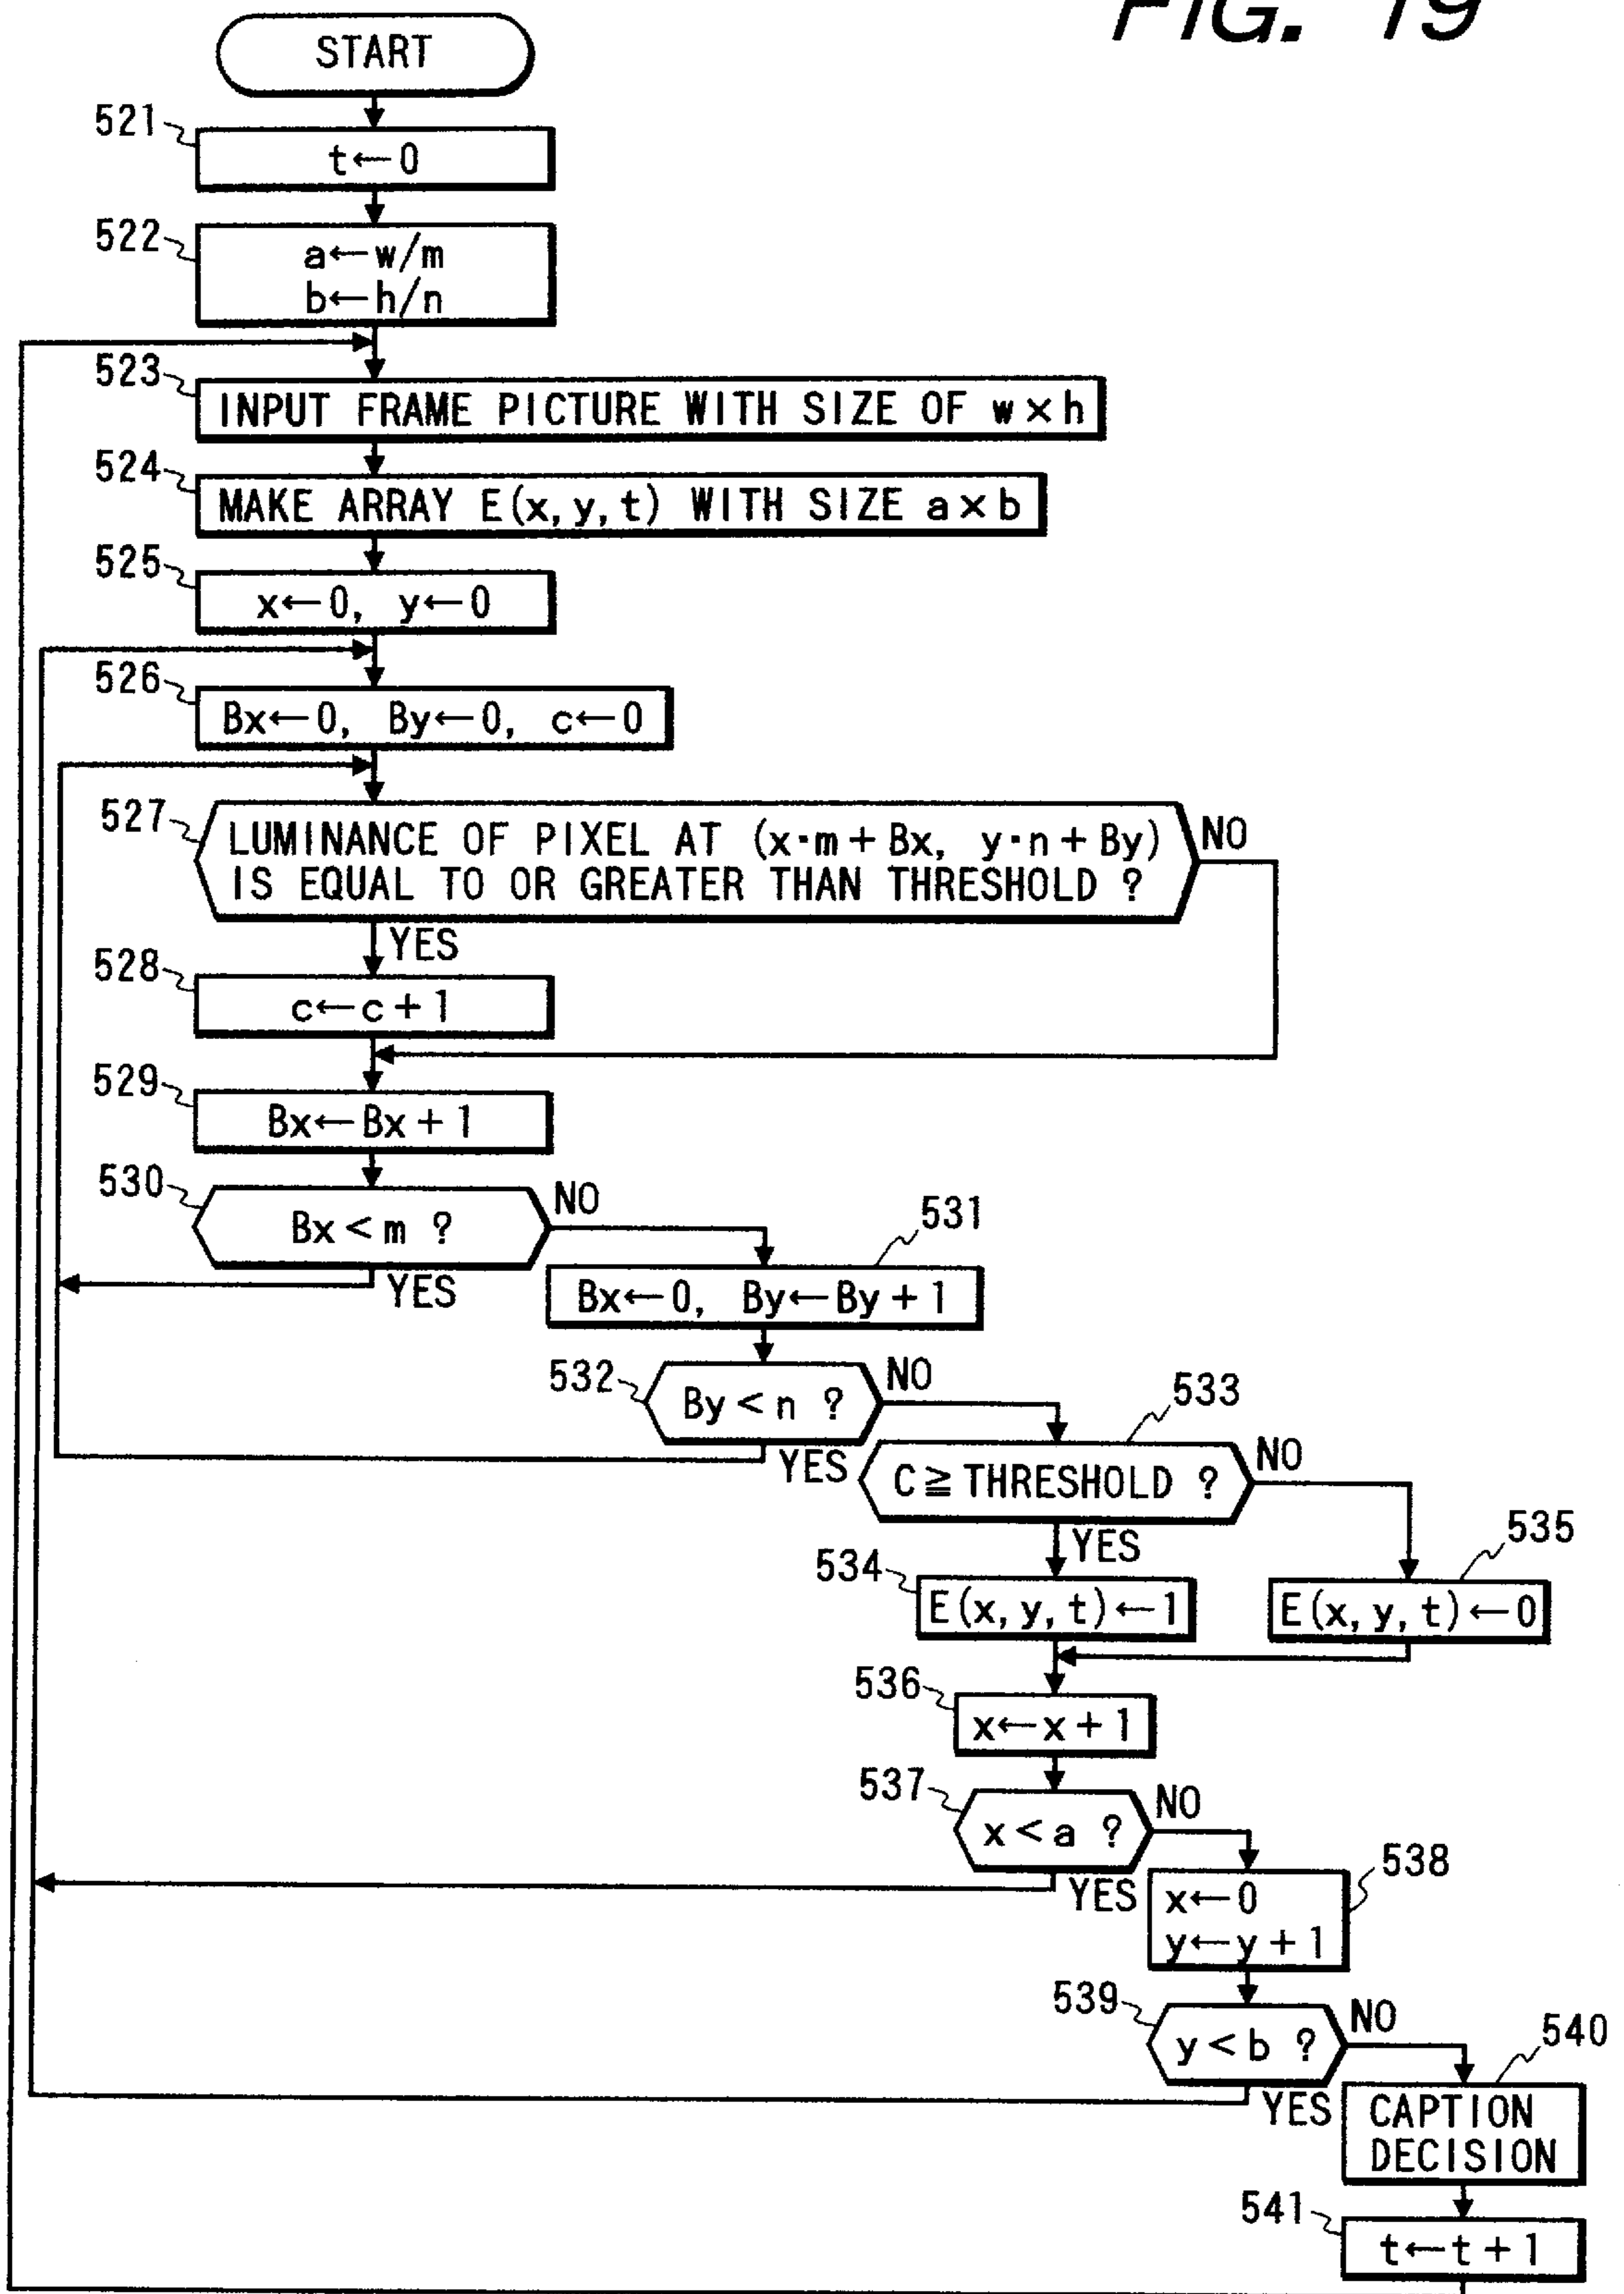 FIG. 19
START
521
t←0
522
a←w/m
b←h/n
523
INPUT FRAME PICTURE WITH SIZE OF w×h
524
MAKE ARRAY E(x,y,t) WITH SIZE a×b
525
x←0, y←0
526
Bx←0, By←0, c←0
527
LUMINANCE OF PIXEL AT (x·m+Bx, y·n+By)
IS EQUAL TO OR GREATER THAN THRESHOLD ?
NO
YES
528
c←c+1
529
Bx←Bx+1
530
Bx<m ?
NO
YES
531
Bx←0, By←By+1
532
By<n ?
NO
YES
533
C≧THRESHOLD ?
NO
YES
534
E(x,y,t)←1
535
E(x,y,t)←0
536
x←x+1
537
x<a ?
NO
YES
538
x←0
y←y+1
539
y<b ?
NO
YES
540
CAPTION
DECISION
541
t←t+1